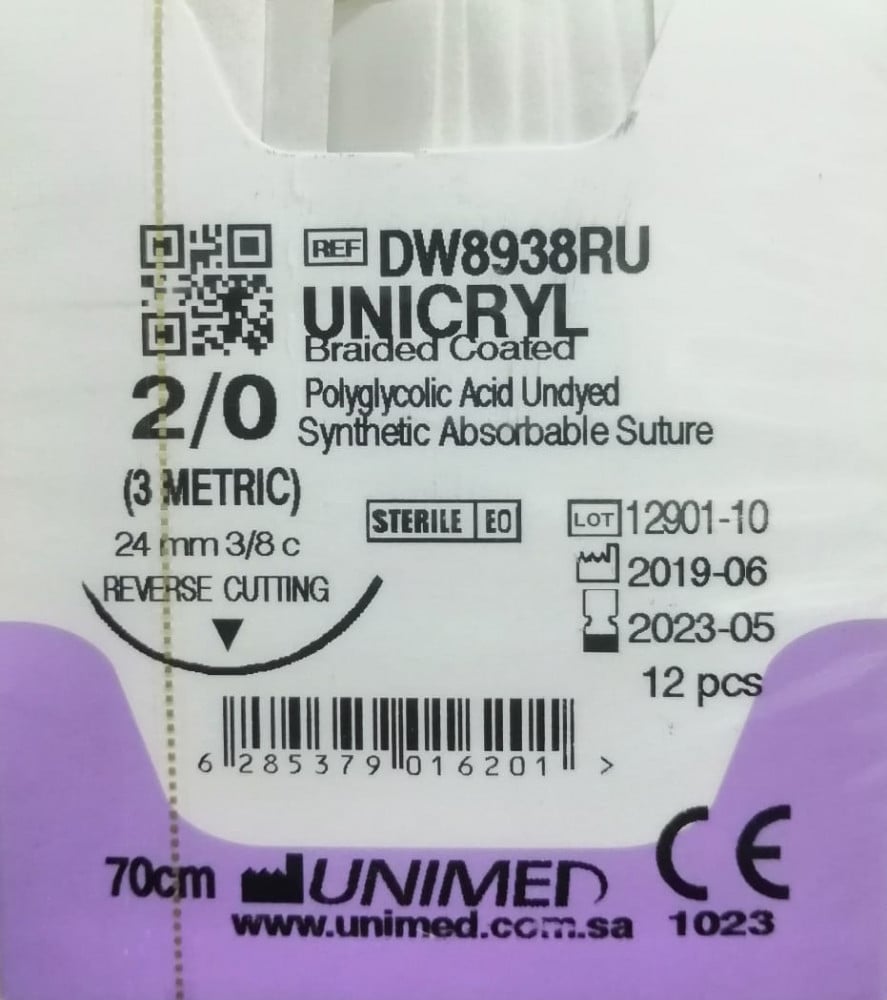 REF DW8938RU
UNICRYL
Braided Coated
2/0
Polyglycolic Acid Undyed
Synthetic Absorbable Suture
(3 METRIC)
24 mm 3/8 c
REVERSE CUTTING
STERILE EO
LOT 12901-10
2019-06
2023-05
12 pcs
6 285379 016201 >
70cm
UNIMED
www.unimed.com.sa
CE
1023